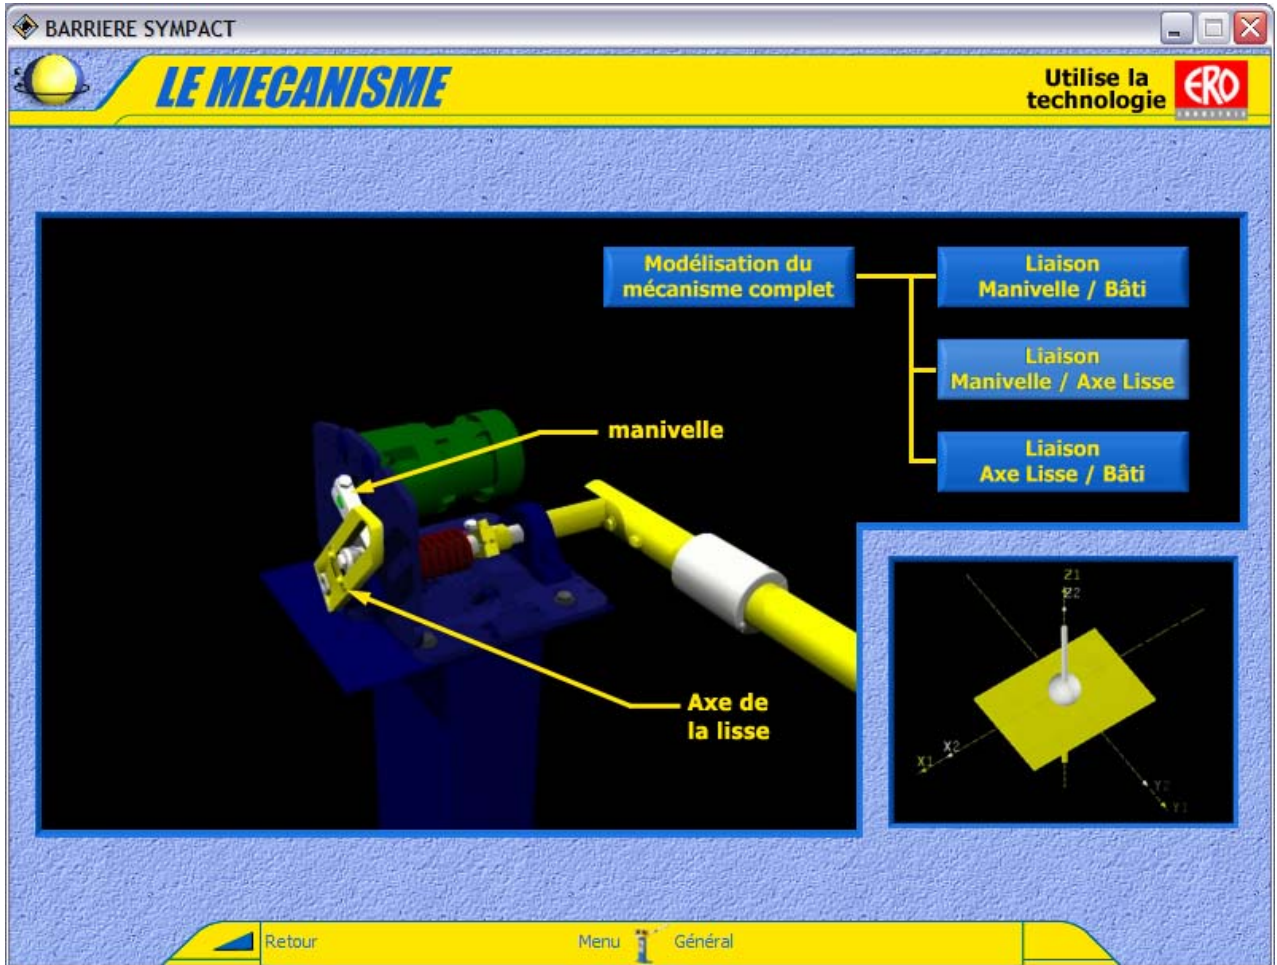 BARRIERE SYMPACT
LE MECANISME
Utilise la
technologie
ERO
INDUSTRIE
Modélisation du
mécanisme complet
Liaison
Manivelle / Bâti
Liaison
Manivelle / Axe Lisse
Liaison
Axe Lisse / Bâti
manivelle
Axe de
la lisse
Z1
Z2
X2
X1
Y2
Y1
Retour
Menu Général